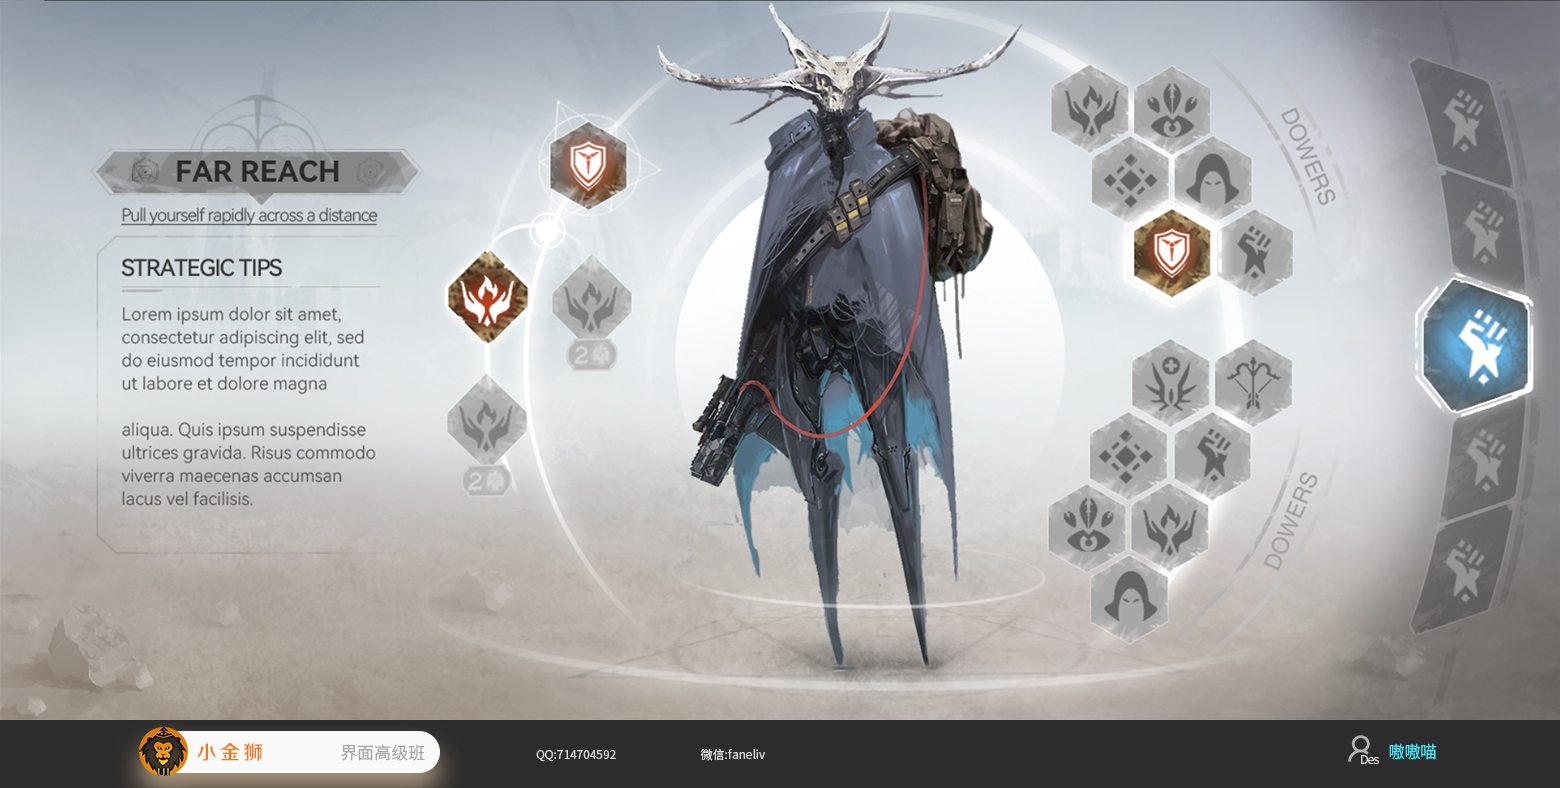 FAR REACH
Pull yourself rapidly across a distance
STRATEGIC TIPS
Lorem ipsum dolor sit amet,
consectetur adipiscing elit, sed
do eiusmod tempor incididunt
ut labore et dolore magna
aliqua. Quis ipsum suspendisse
ultrices gravida. Risus commodo
viverra maecenas accumsan
lacus vel facilisis.
2
2
DOWERS
DOWERS
UI
小金狮
界面高级班
QQ:714704592
微信:faneliv
Des
嗷嗷喵